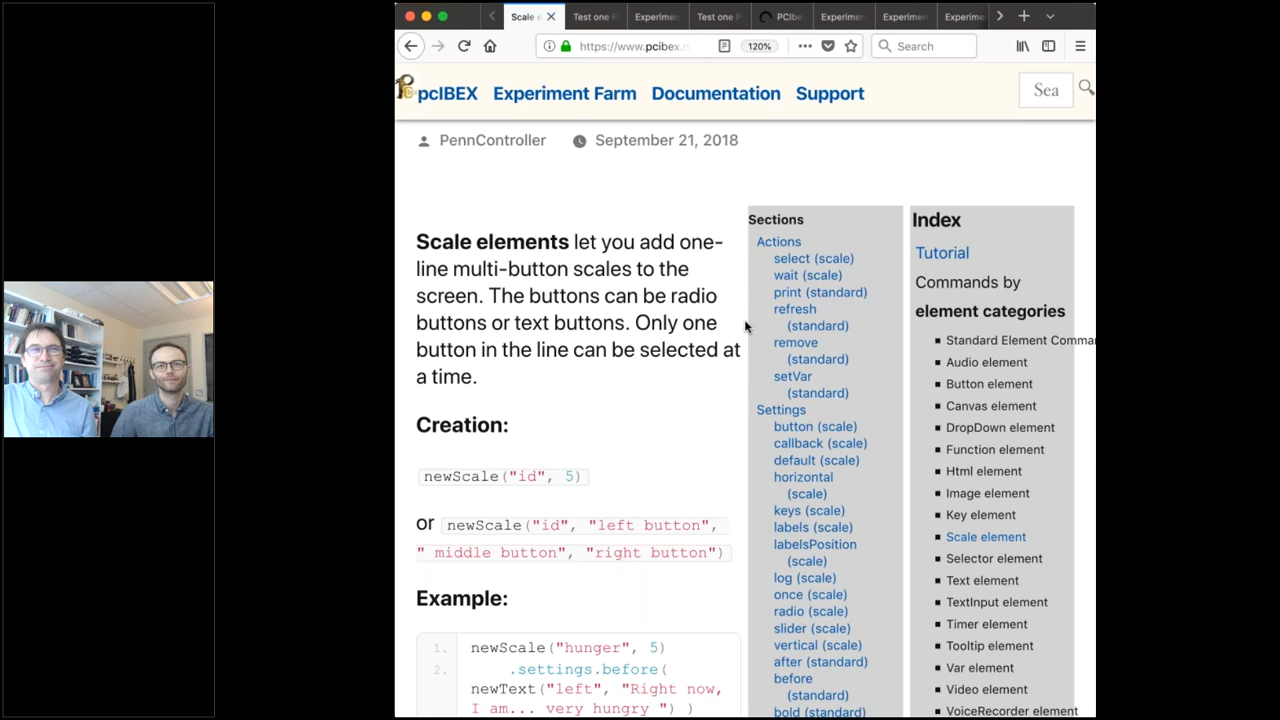 Scale e
Test one P
Experimen
Test one P
PCIbe
Experimen
Experimen
Experime
https://www.pcibex.n
120%
Search
pcIBEX Experiment Farm Documentation Support
Sea
PennController September 21, 2018
Scale elements let you add one-
line multi-button scales to the
screen. The buttons can be radio
buttons or text buttons. Only one
button in the line can be selected at
a time.
Creation:
newScale("id", 5)
or newScale("id", "left button",
" middle button", "right button")
Example:
1. newScale("hunger", 5)
2. .settings.before(
newText("left", "Right now,
I am... very hungry ") )
Sections
Actions
select (scale)
wait (scale)
print (standard)
refresh
(standard)
remove
(standard)
setVar
(standard)
Settings
button (scale)
callback (scale)
default (scale)
horizontal
(scale)
keys (scale)
labels (scale)
labelsPosition
(scale)
log (scale)
once (scale)
radio (scale)
slider (scale)
vertical (scale)
after (standard)
before
(standard)
bold (standard)
Index
Tutorial
Commands by
element categories
Standard Element Comman
Audio element
Button element
Canvas element
DropDown element
Function element
Html element
Image element
Key element
Scale element
Selector element
Text element
TextInput element
Timer element
Tooltip element
Var element
Video element
VoiceRecorder element